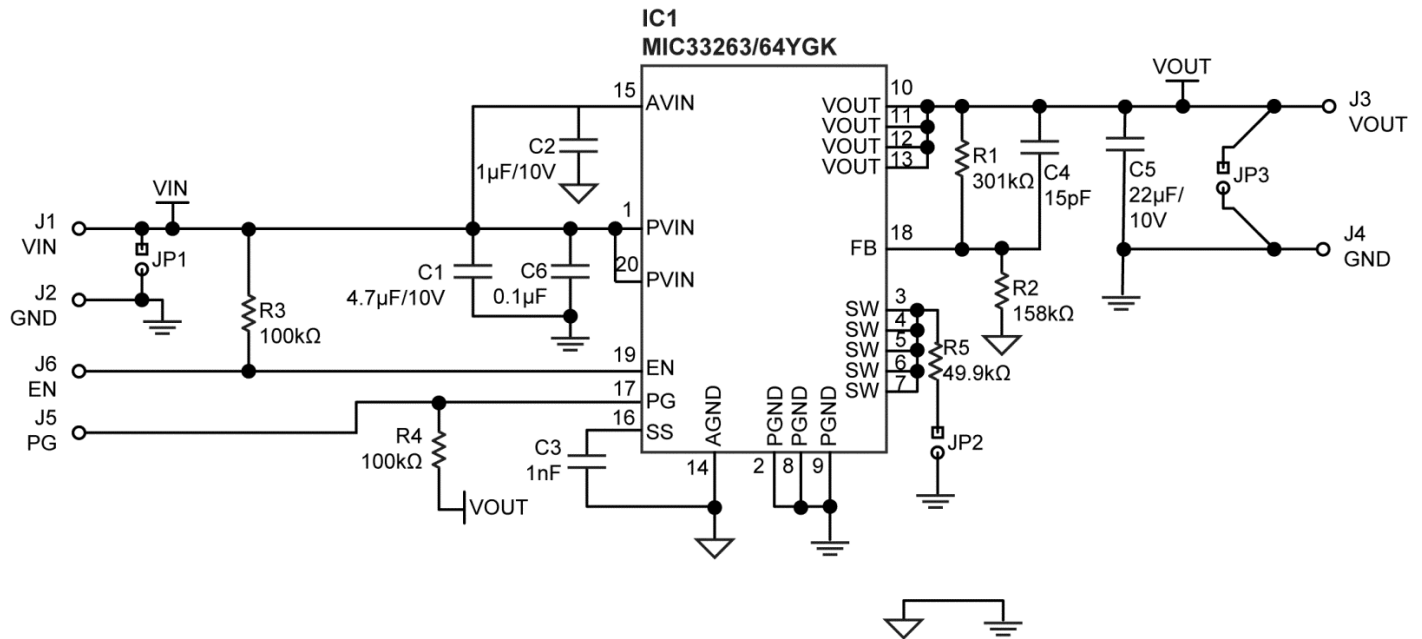 IC1
MIC33263/64YGK
15
AVIN
C2
1µF/10V
VIN
J1
VIN
JP1
J2
GND
R3
100kΩ
C1
4.7µF/10V
C6
0.1µF
1
PVIN
20
PVIN
J6
EN
19
EN
J5
PG
17
PG
R4
100kΩ
VOUT
16
SS
C3
1nF
14
AGND
2
PGND
8
PGND
9
PGND
VOUT
10
VOUT
11
VOUT
12
VOUT
13
R1
301kΩ
C4
15pF
C5
22µF/
10V
VOUT
JP3
J3
VOUT
J4
GND
FB
18
R2
158kΩ
SW
3
SW
4
SW
5
SW
6
SW
7
R5
49.9kΩ
JP2